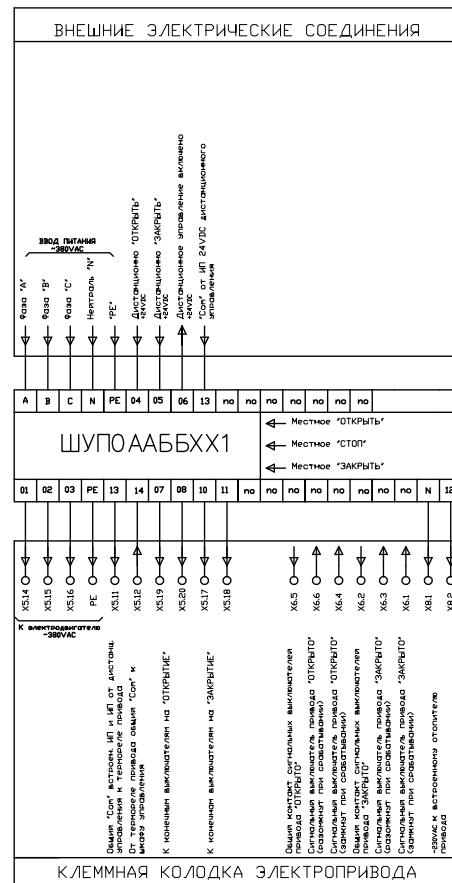 ВНЕШНИЕ ЭЛЕКТРИЧЕСКИЕ СОЕДИНЕНИЯ
ВВОД ПИТАНИЯ
~380VAC
Фаза "А"
Фаза "В"
Фаза "С"
Нейтраль "N"
"РЕ"
Дистанционно "ОТКРЫТЬ"
+24VDC
Дистанционно "ЗАКРЫТЬ"
+24VDC
Дистанционное управление включено
+24VDC
"Com" от ИП 24VDC дистанционного
управления
A B C N PE 04 05 06 13 no no no no no no no
ШУПОААББХХ1
Местное "ОТКРЫТЬ"
Местное "СТОП"
Местное "ЗАКРЫТЬ"
01 02 03 PE 13 14 07 08 10 11 no no no no no no no no N 12
X5.14 X5.15 X5.16 PE X5.11 X5.12 X5.19 X5.20 X5.17 X5.18 X6.5 X6.6 X6.4 X6.2 X6.3 X6.1 X8.1 X8.2
К электродвигателю
~380VAC
Общий "Com" встроен. ИП и ИП от дистанц.
управления к термореле привода
От термореле привода общий "Com" к
шкафу управления
К конечным выключателям на "ОТКРЫТИЕ"
К конечным выключателям на "ЗАКРЫТИЕ"
Общий контакт сигнальных выключателей
привода "ОТКРЫТО"
Сигнальный выключатель привода "ОТКРЫТО"
(разомкнут при срабатывании)
Сигнальный выключатель привода "ОТКРЫТО"
(замкнут при срабатывании)
Общий контакт сигнальных выключателей
привода "ЗАКРЫТО"
Сигнальный выключатель привода "ЗАКРЫТО"
(разомкнут при срабатывании)
Сигнальный выключатель привода "ЗАКРЫТО"
(замкнут при срабатывании)
~230VAC к встроенному отопителю
привода
КЛЕММНАЯ КОЛОДКА ЭЛЕКТРОПРИВОДА